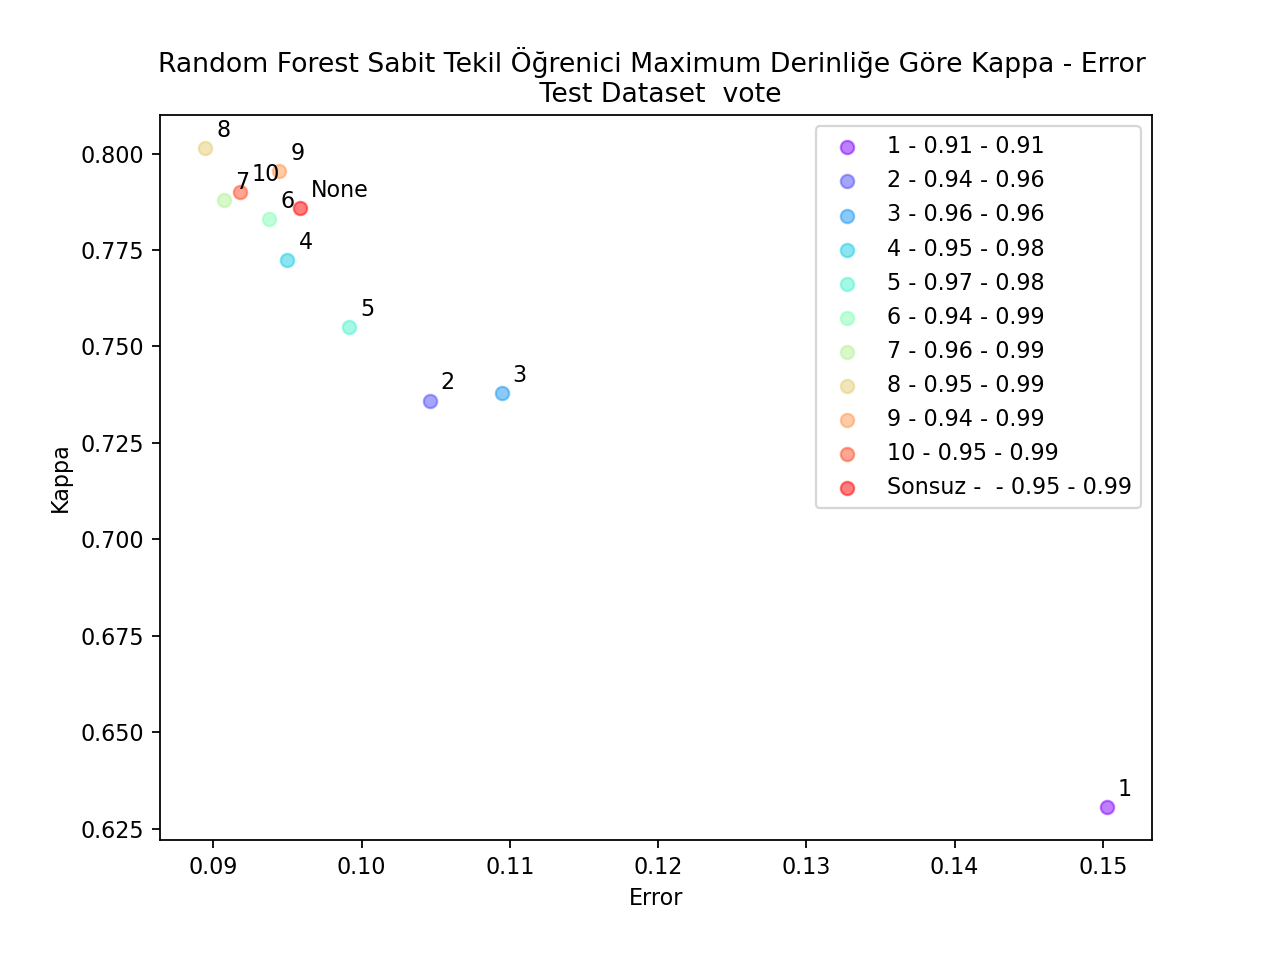 Random Forest Sabit Tekil Öğrenici Maximum Derinliğe Göre Kappa - Error
Test Dataset  vote
Kappa
0.800
0.775
0.750
0.725
0.700
0.675
0.650
0.625
8
9
10
7
None
6
4
5
2
3
1
1 - 0.91 - 0.91
2 - 0.94 - 0.96
3 - 0.96 - 0.96
4 - 0.95 - 0.98
5 - 0.97 - 0.98
6 - 0.94 - 0.99
7 - 0.96 - 0.99
8 - 0.95 - 0.99
9 - 0.94 - 0.99
10 - 0.95 - 0.99
Sonsuz -  - 0.95 - 0.99
0.09 0.10 0.11 0.12 0.13 0.14 0.15
Error